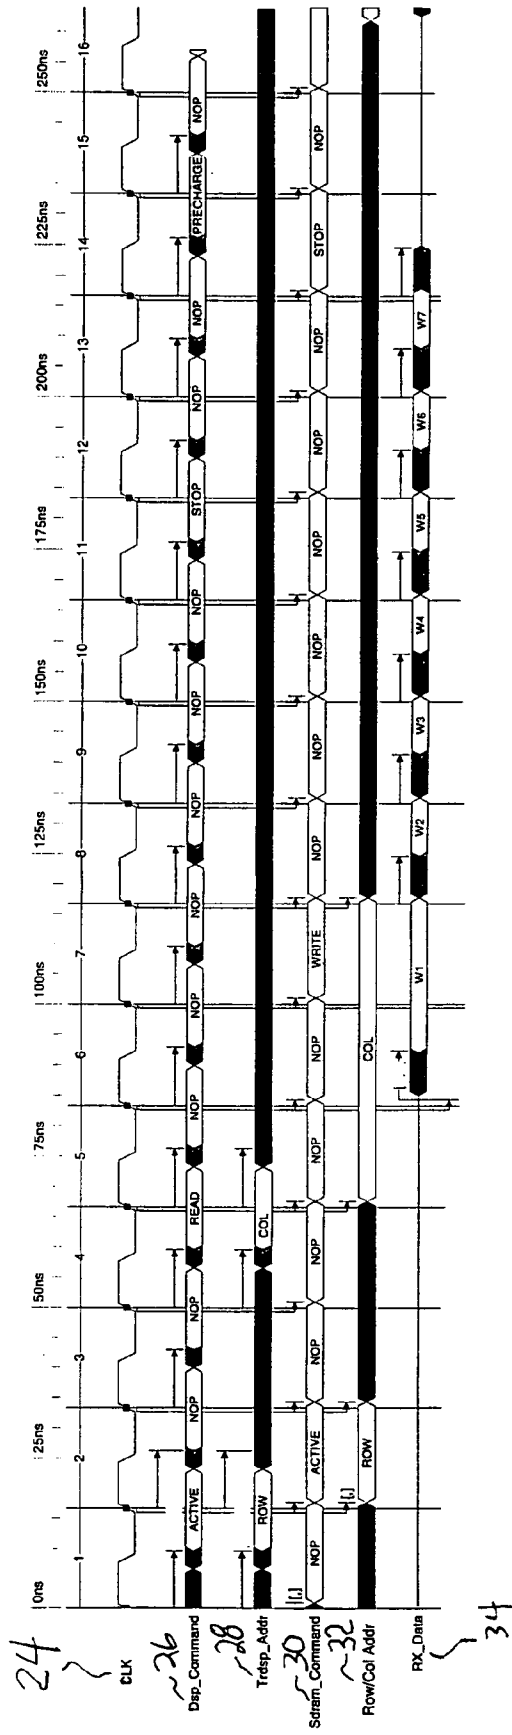 0ns 25ns 50ns 75ns 100ns 125ns 150ns 175ns 200ns 225ns 250ns
1 2 3 4 5 6 7 8 9 10 11 12 13 14 15 16
24
CLK
26
Dsp_Command ACTIVE NOP NOP READ NOP NOP NOP NOP NOP NOP STOP NOP NOP PRECHARGE NOP
28
Trdsp_Addr ROW COL
30
Sdram_Command NOP ACTIVE NOP NOP NOP NOP WRITE NOP NOP NOP NOP NOP NOP STOP NOP
32
Row/Col Addr ROW COL
RX_Data W1 W2 W3 W4 W5 W6 W7
34